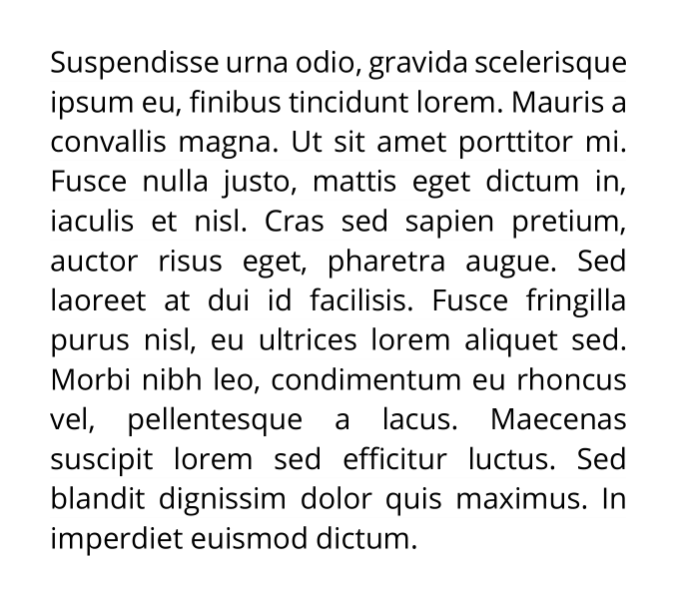 Suspendisse urna odio, gravida scelerisque
ipsum eu, finibus tincidunt lorem. Mauris a
convallis magna. Ut sit amet porttitor mi.
Fusce nulla justo, mattis eget dictum in,
iaculis et nisl. Cras sed sapien pretium,
auctor risus eget, pharetra augue. Sed
laoreet at dui id facilisis. Fusce fringilla
purus nisl, eu ultrices lorem aliquet sed.
Morbi nibh leo, condimentum eu rhoncus
vel, pellentesque a lacus. Maecenas
suscipit lorem sed efficitur luctus. Sed
blandit dignissim dolor quis maximus. In
imperdiet euismod dictum.